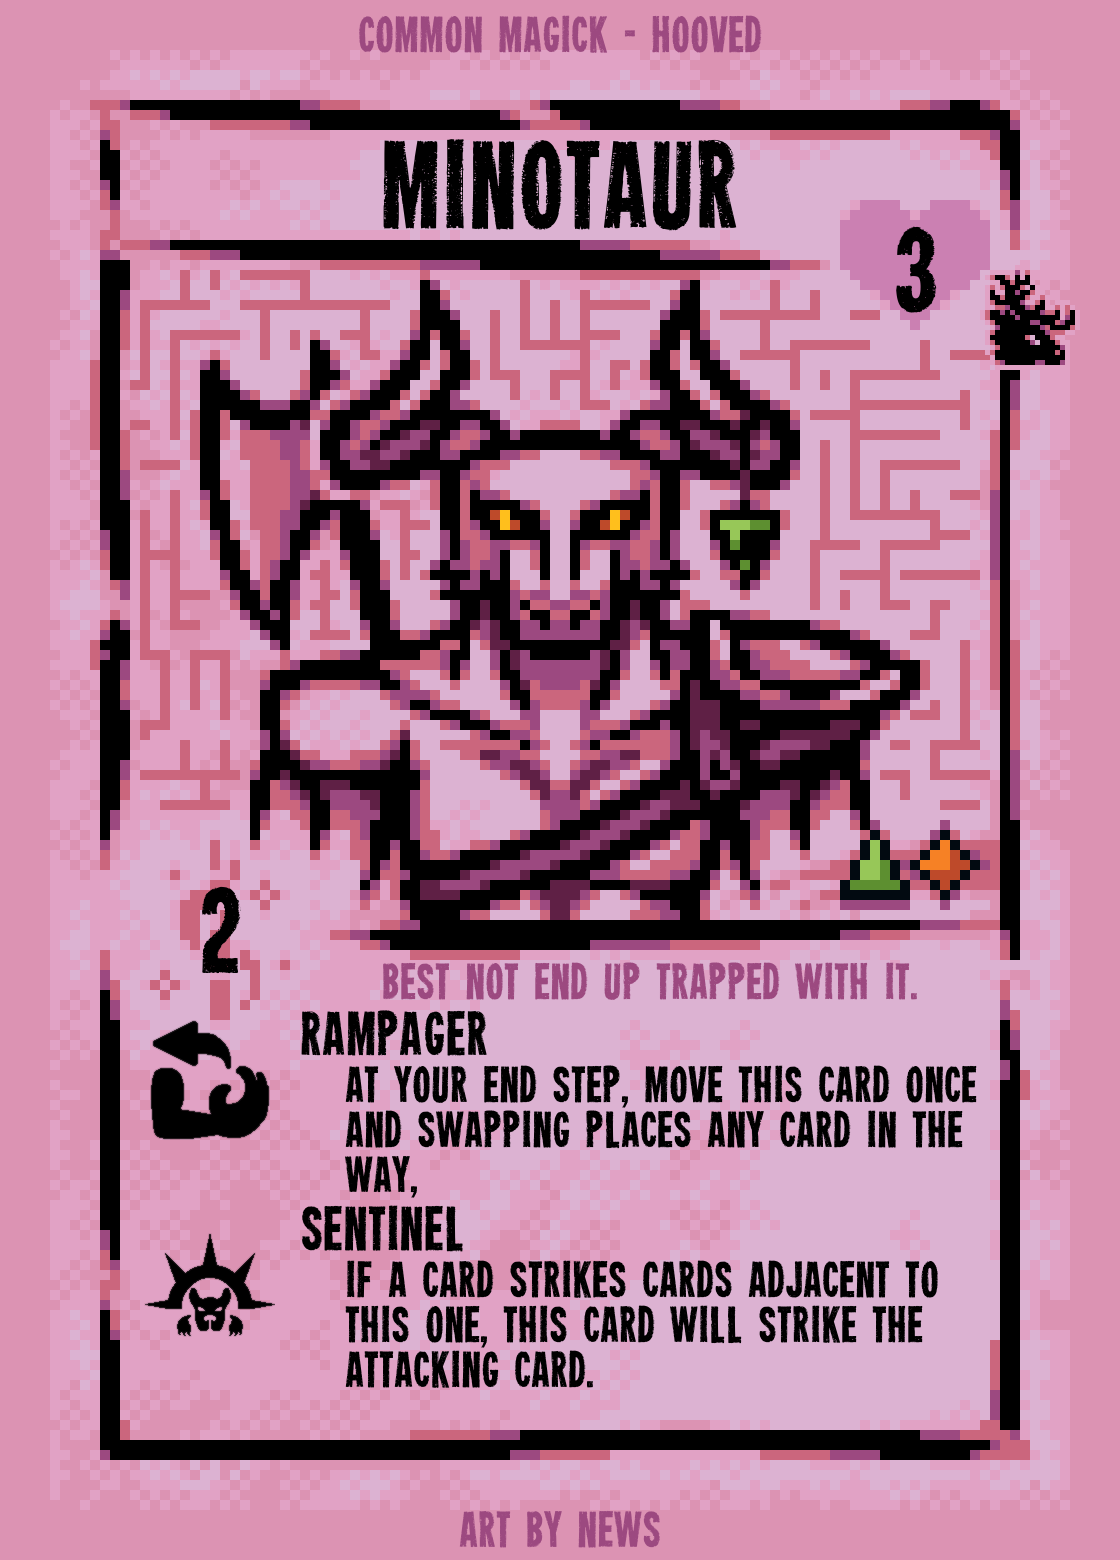 COMMON MAGICK - HOOVED
MINOTAUR
3
2
BEST NOT END UP TRAPPED WITH IT.
RAMPAGER
AT YOUR END STEP, MOVE THIS CARD ONCE
AND SWAPPING PLACES ANY CARD IN THE
WAY,
SENTINEL
IF A CARD STRIKES CARDS ADJACENT TO
THIS ONE, THIS CARD WILL STRIKE THE
ATTACKING CARD.
ART BY NEWS